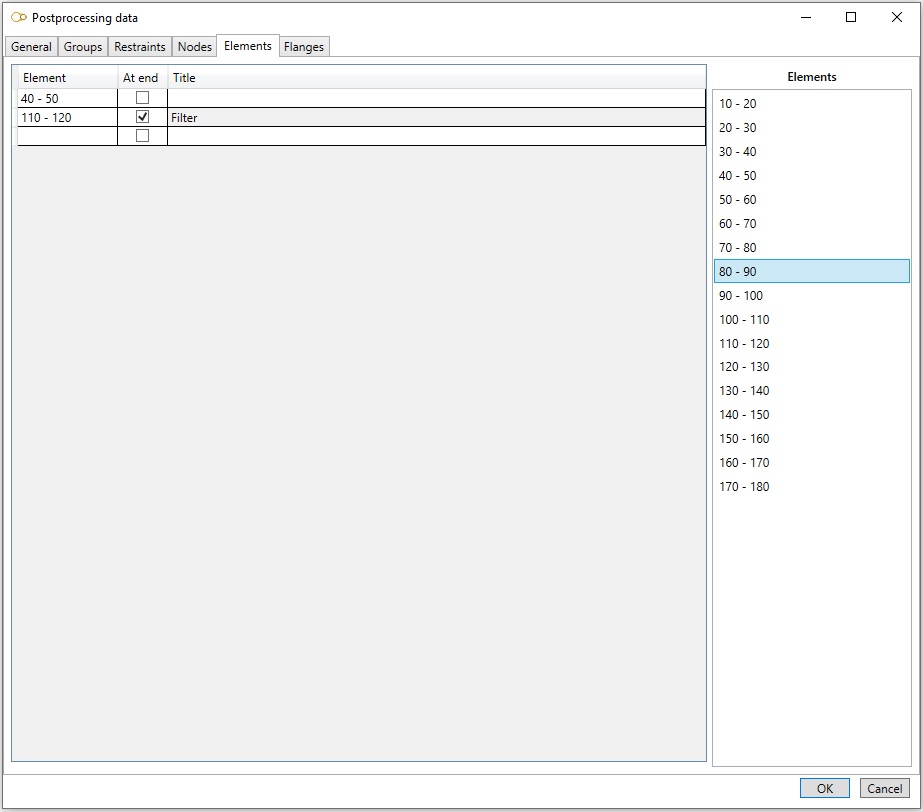 Postprocessing data
General Groups Restraints Nodes Elements Flanges
Element At end Title
40 - 50
110 - 120 Filter
Elements
10 - 20
20 - 30
30 - 40
40 - 50
50 - 60
60 - 70
70 - 80
80 - 90
90 - 100
100 - 110
110 - 120
120 - 130
130 - 140
140 - 150
150 - 160
160 - 170
170 - 180
OK Cancel